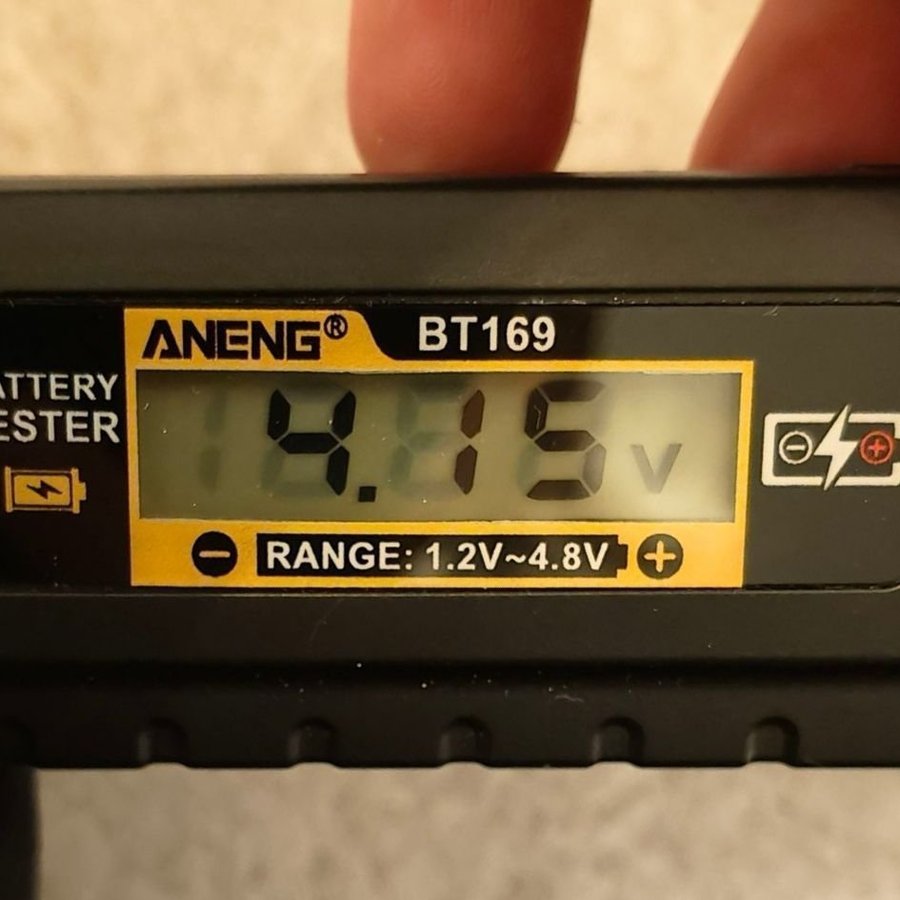 ANENG®
BT169
ATTERY
ESTER
4.15 V
RANGE: 1.2V~4.8V